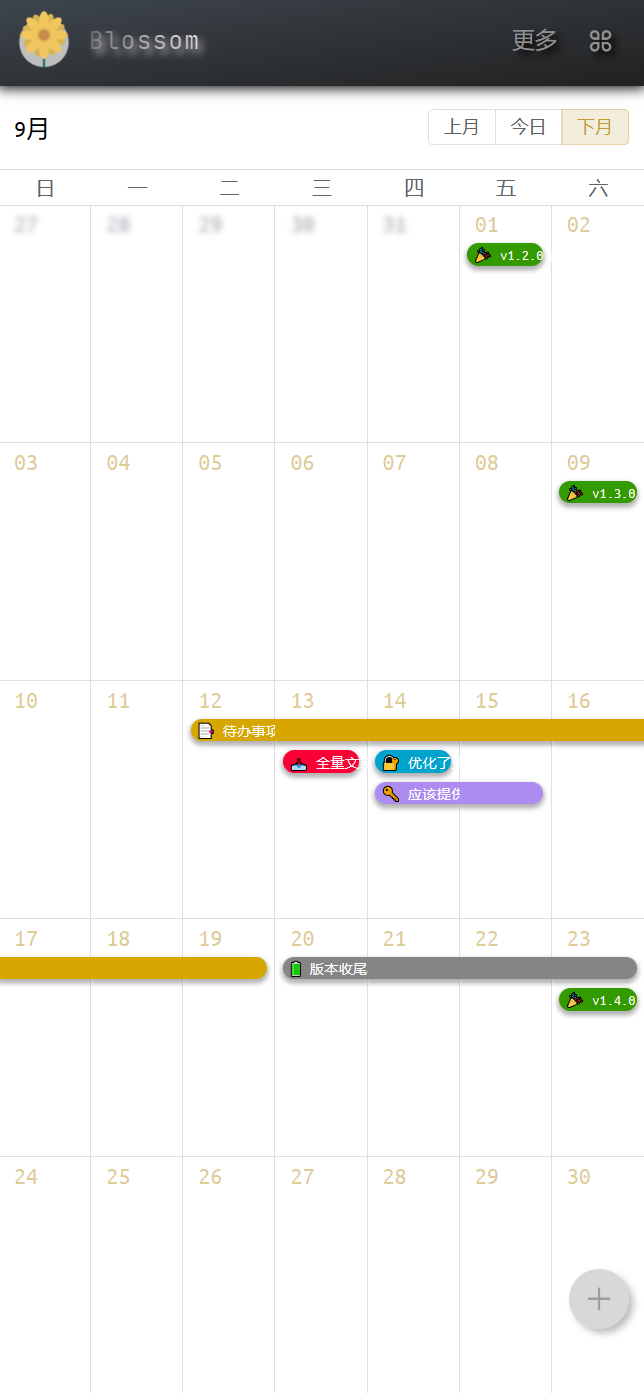 Blossom 更多
9月 上月 今日 下月
日 一 二 三 四 五 六
27 28 29 30 31 01 02
v1.2.0
03 04 05 06 07 08 09
v1.3.0
10 11 12 13 14 15 16
待办事项
全量文 优化了
应该提供
17 18 19 20 21 22 23
版本收尾
v1.4.0
24 25 26 27 28 29 30